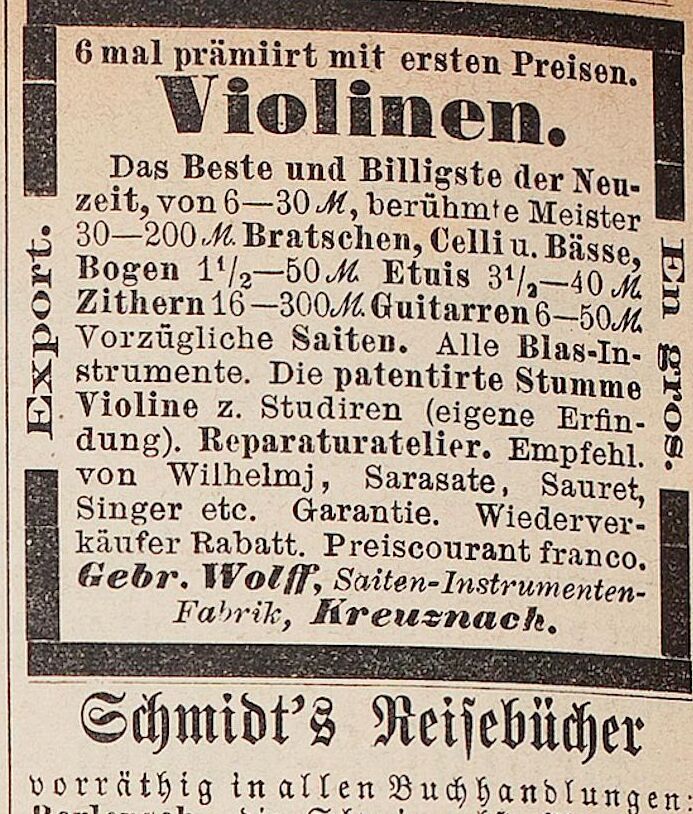 6 mal prämiirt mit ersten Preisen.
Violinen.
Das Beste und Billigste der Neu-
zeit, von 6—30 M, berühmte Meister
30—200 M. Bratschen, Celli u. Bässe,
Bogen 1 1/2—50 M. Etuis 3 1/2—40 M.
Zithern 16—300 M. Guitarren 6—50 M.
Vorzügliche Saiten. Alle Blas-In-
strumente. Die patentirte Stumme
Violine z. Studiren (eigene Erfin-
dung). Reparaturatelier. Empfehl.
von Wilhelmj, Sarasate, Sauret,
Singer etc. Garantie. Wiederver-
käufer Rabatt. Preiscourant franco.
Gebr. Wolff, Saiten-Instrumenten-
Fabrik, Kreuznach.
Export.
En gros.
Schmidt's Reisebücher
vorräthig in allen Buchhandlungen: